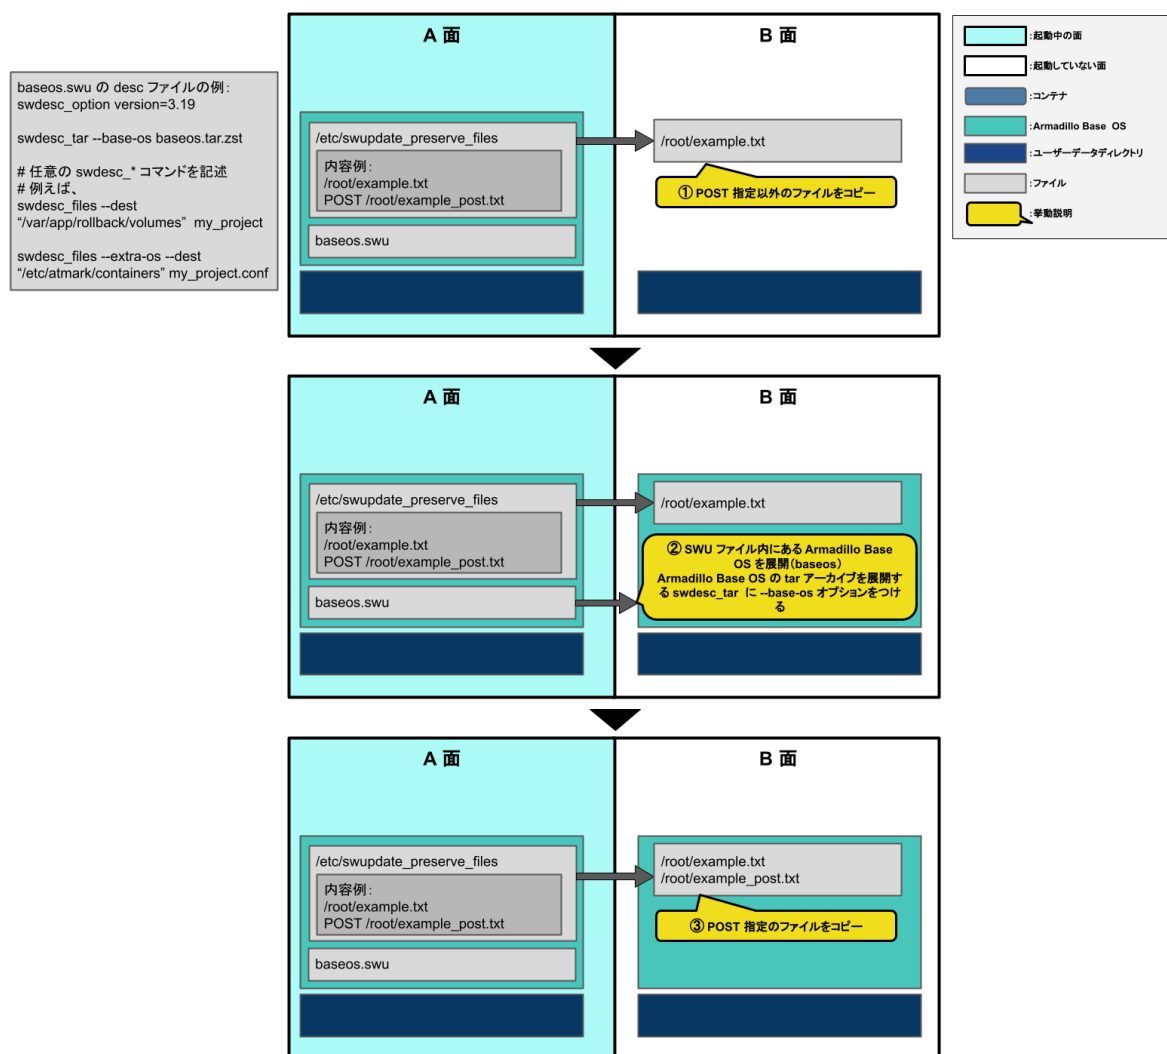 baseos.swu の desc ファイルの例：
swdesc_option version=3.19
swdesc_tar --base-os baseos.tar.zst
# 任意の swdesc_* コマンドを記述
# 例えば、
swdesc_files --dest
“/var/app/rollback/volumes” my_project
swdesc_files --extra-os --dest
“/etc/atmark/containers” my_project.conf
A 面
/etc/swupdate_preserve_files
内容例：
/root/example.txt
POST /root/example_post.txt
baseos.swu
B 面
/root/example.txt
① POST 指定以外のファイルをコピー
:起動中の面
:起動していない面
:コンテナ
:Armadillo Base OS
:ユーザーデータディレクトリ
:ファイル
:挙動説明
A 面
/etc/swupdate_preserve_files
内容例：
/root/example.txt
POST /root/example_post.txt
baseos.swu
B 面
/root/example.txt
② SWU ファイル内にある Armadillo Base
OS を展開（baseos）
Armadillo Base OS の tar アーカイブを展開す
る swdesc_tar に --base-os オプションをつけ
る
A 面
/etc/swupdate_preserve_files
内容例：
/root/example.txt
POST /root/example_post.txt
baseos.swu
B 面
/root/example.txt
/root/example_post.txt
③ POST 指定のファイルをコピー